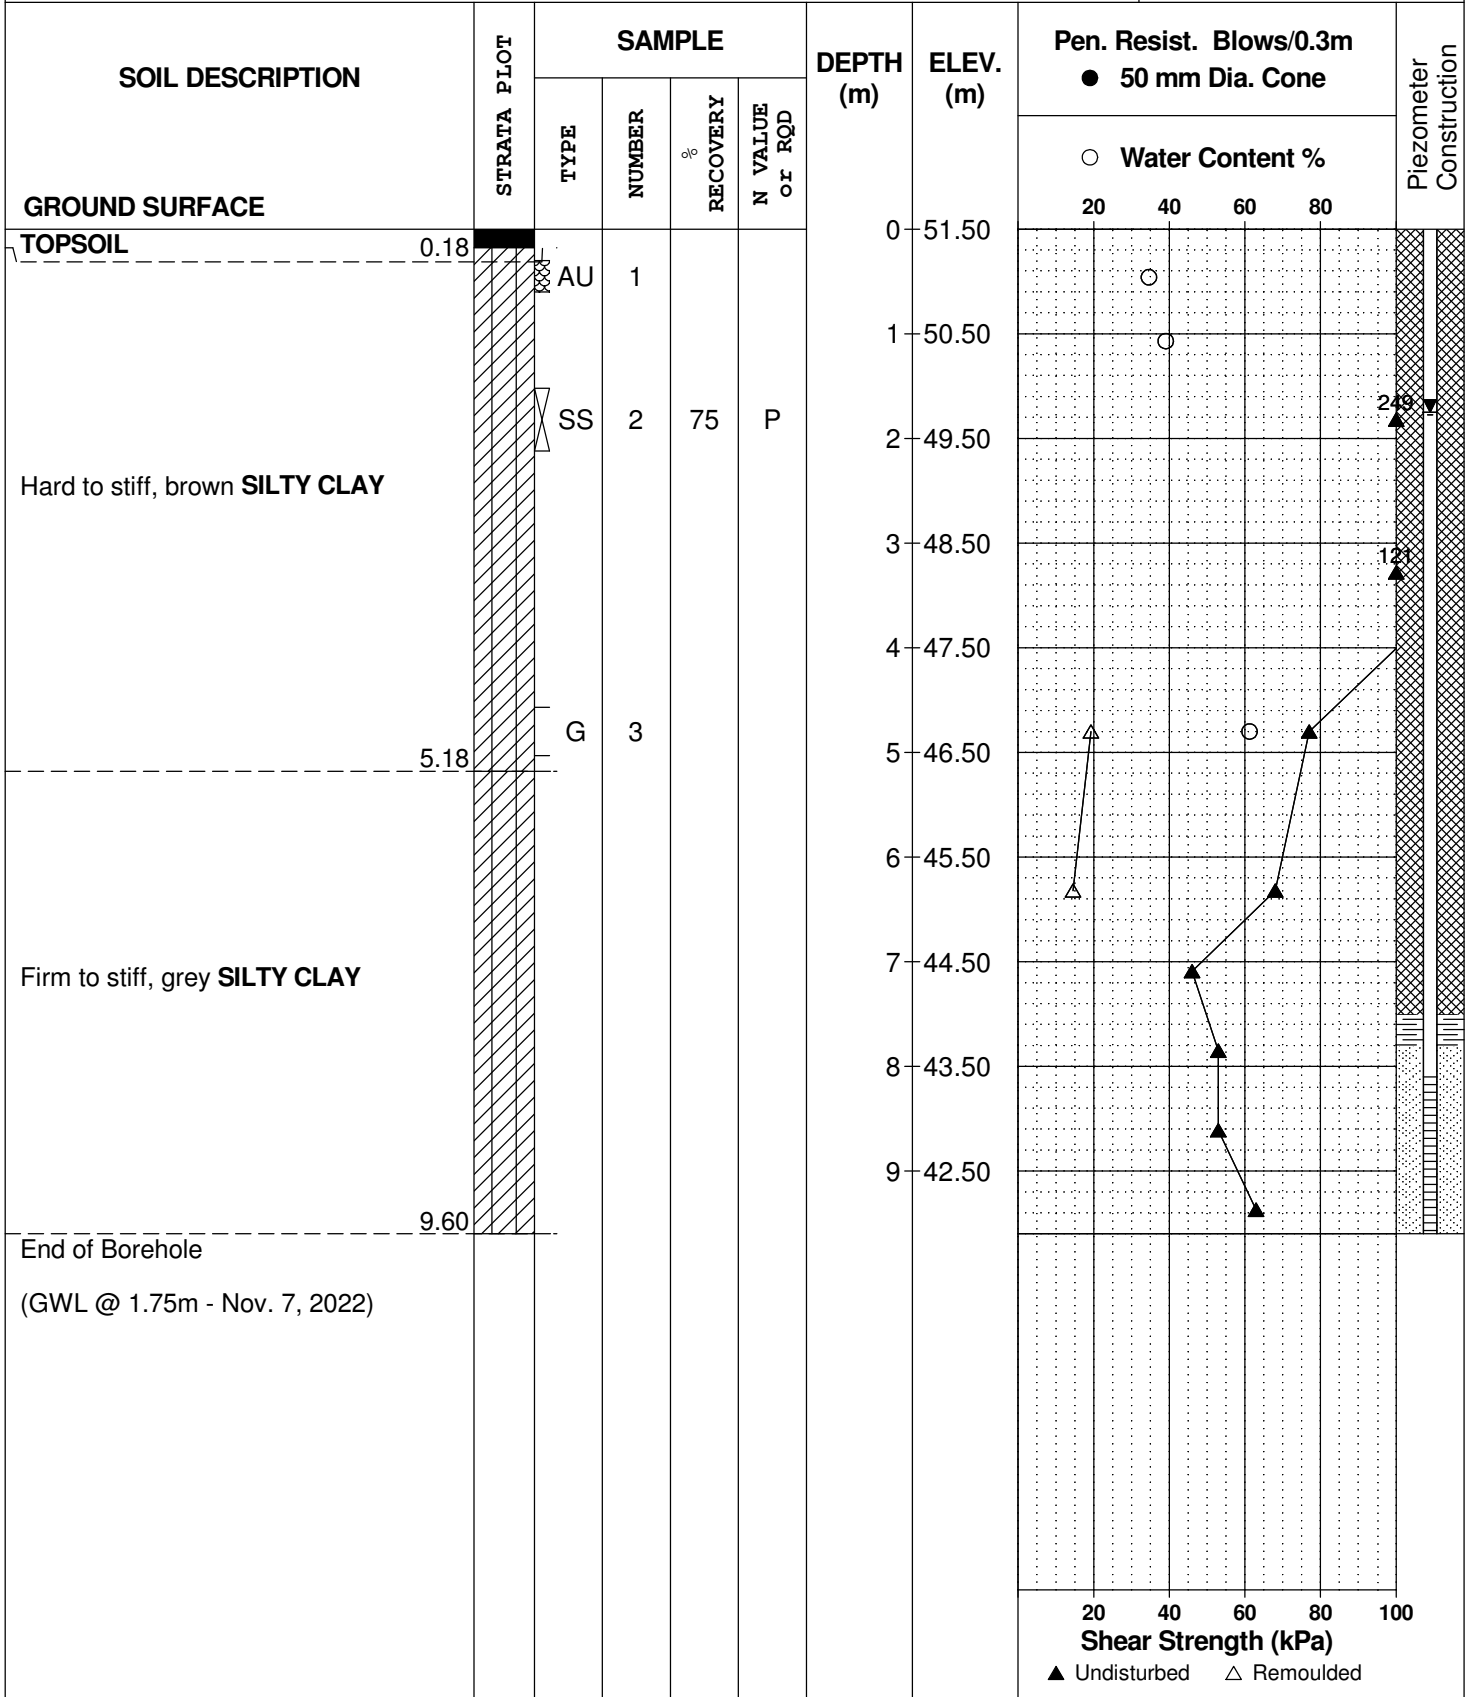 SOIL DESCRIPTION
GROUND SURFACE
STRATA PLOT
SAMPLE
TYPE
NUMBER
%
RECOVERY
N VALUE
or RQD
DEPTH
(m)
ELEV.
(m)
Pen. Resist. Blows/0.3m
● 50 mm Dia. Cone
○ Water Content %
20 40 60 80
Piezometer
Construction
TOPSOIL 0.18
AU 1
SS 2 75 P
Hard to stiff, brown SILTY CLAY
G 3
5.18
Firm to stiff, grey SILTY CLAY
9.60
End of Borehole
(GWL @ 1.75m - Nov. 7, 2022)
0 51.50
1 50.50
2 49.50
3 48.50
4 47.50
5 46.50
6 45.50
7 44.50
8 43.50
9 42.50
249
121
20 40 60 80 100
Shear Strength (kPa)
▲ Undisturbed △ Remoulded